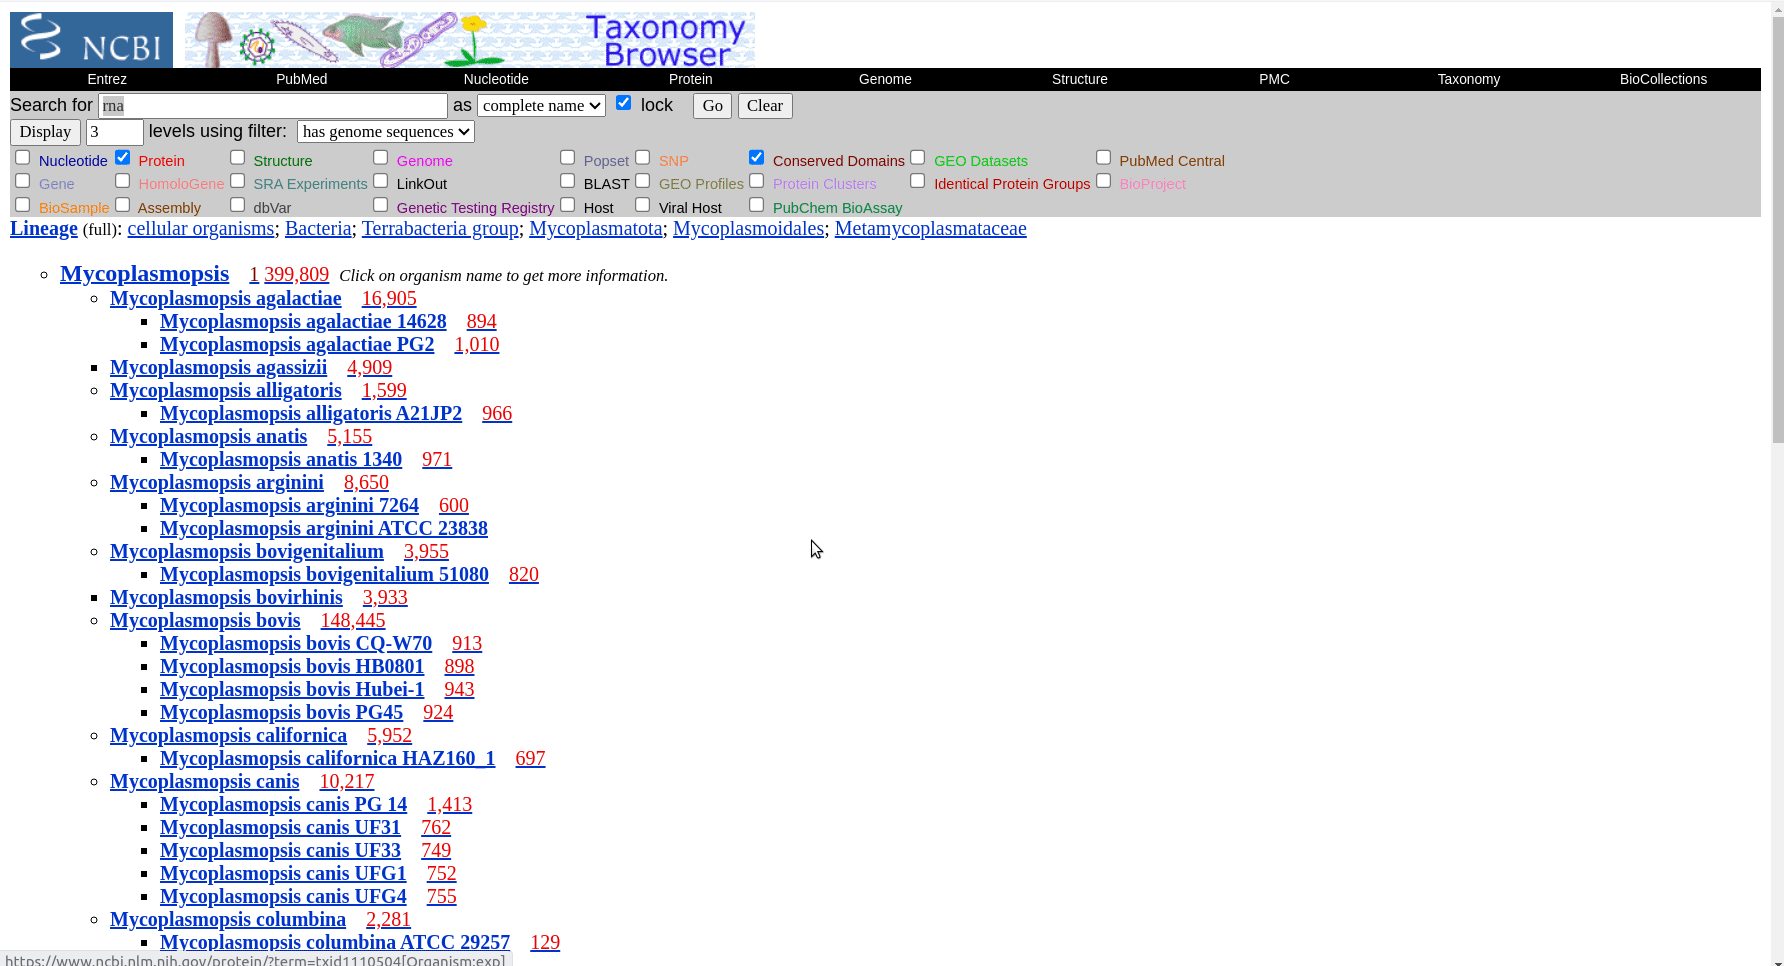 NCBI Taxonomy Browser
Entrez PubMed Nucleotide Protein Genome Structure PMC Taxonomy BioCollections
Search for rna as complete name lock Go Clear
Display 3 levels using filter: has genome sequences
Nucleotide Protein Structure Genome Popset SNP Conserved Domains GEO Datasets PubMed Central
Gene HomoloGene SRA Experiments LinkOut BLAST GEO Profiles Protein Clusters Identical Protein Groups BioProject
BioSample Assembly dbVar Genetic Testing Registry Host Viral Host PubChem BioAssay
Lineage (full): cellular organisms; Bacteria; Terrabacteria group; Mycoplasmatota; Mycoplasmoidales; Metamycoplasmataceae
Mycoplasmopsis 1 399,809 Click on organism name to get more information.
Mycoplasmopsis agalactiae 16,905
Mycoplasmopsis agalactiae 14628 894
Mycoplasmopsis agalactiae PG2 1,010
Mycoplasmopsis agassizii 4,909
Mycoplasmopsis alligatoris 1,599
Mycoplasmopsis alligatoris A21JP2 966
Mycoplasmopsis anatis 5,155
Mycoplasmopsis anatis 1340 971
Mycoplasmopsis arginini 8,650
Mycoplasmopsis arginini 7264 600
Mycoplasmopsis arginini ATCC 23838
Mycoplasmopsis bovigenitalium 3,955
Mycoplasmopsis bovigenitalium 51080 820
Mycoplasmopsis bovirhinis 3,933
Mycoplasmopsis bovis 148,445
Mycoplasmopsis bovis CQ-W70 913
Mycoplasmopsis bovis HB0801 898
Mycoplasmopsis bovis Hubei-1 943
Mycoplasmopsis bovis PG45 924
Mycoplasmopsis californica 5,952
Mycoplasmopsis californica HAZ160_1 697
Mycoplasmopsis canis 10,217
Mycoplasmopsis canis PG 14 1,413
Mycoplasmopsis canis UF31 762
Mycoplasmopsis canis UF33 749
Mycoplasmopsis canis UFG1 752
Mycoplasmopsis canis UFG4 755
Mycoplasmopsis columbina 2,281
Mycoplasmopsis columbina ATCC 29257 129
https://www.ncbi.nlm.nih.gov/protein/?term=txid1110504[Organism:exp]